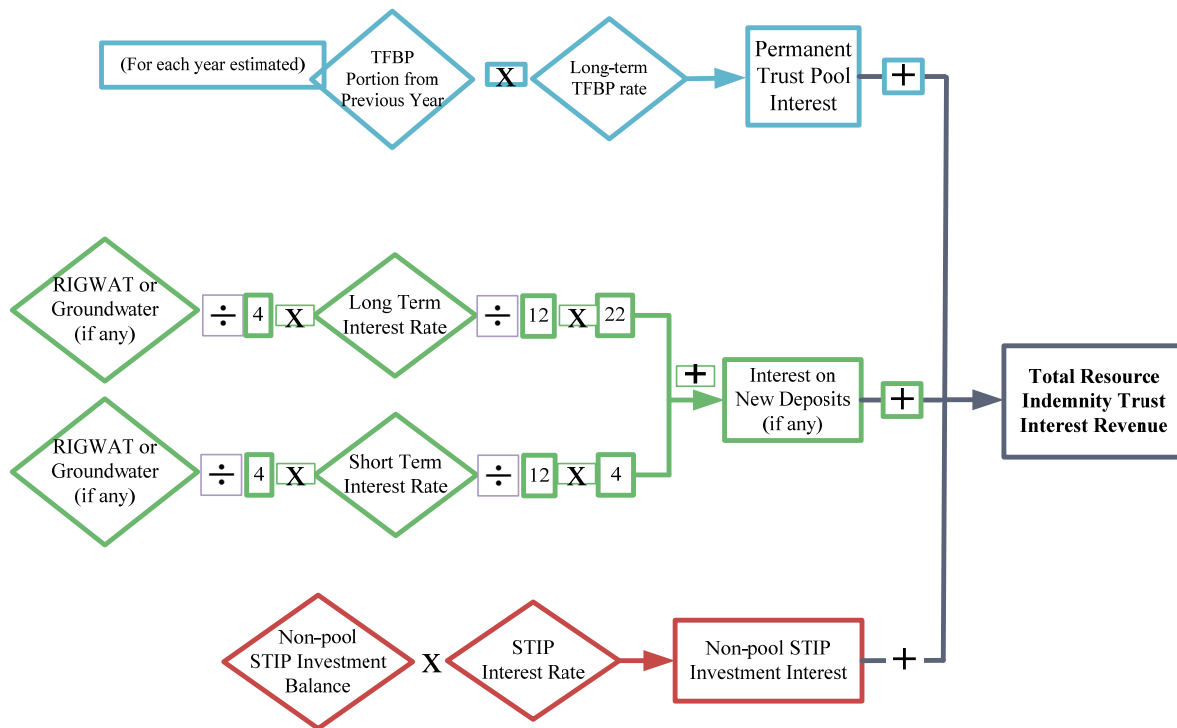 (For each year estimated)
TFBP
Portion from
Previous Year
X
Long-term
TFBP rate
Permanent
Trust Pool
Interest
+
RIGWAT or
Groundwater
(if any)
÷
4
X
Long Term
Interest Rate
÷
12
X
22
+
Interest on
New Deposits
(if any)
+
Total Resource
Indemnity Trust
Interest Revenue
RIGWAT or
Groundwater
(if any)
÷
4
X
Short Term
Interest Rate
÷
12
X
4
Non-pool
STIP Investment
Balance
X
STIP
Interest Rate
Non-pool STIP
Investment Interest
+